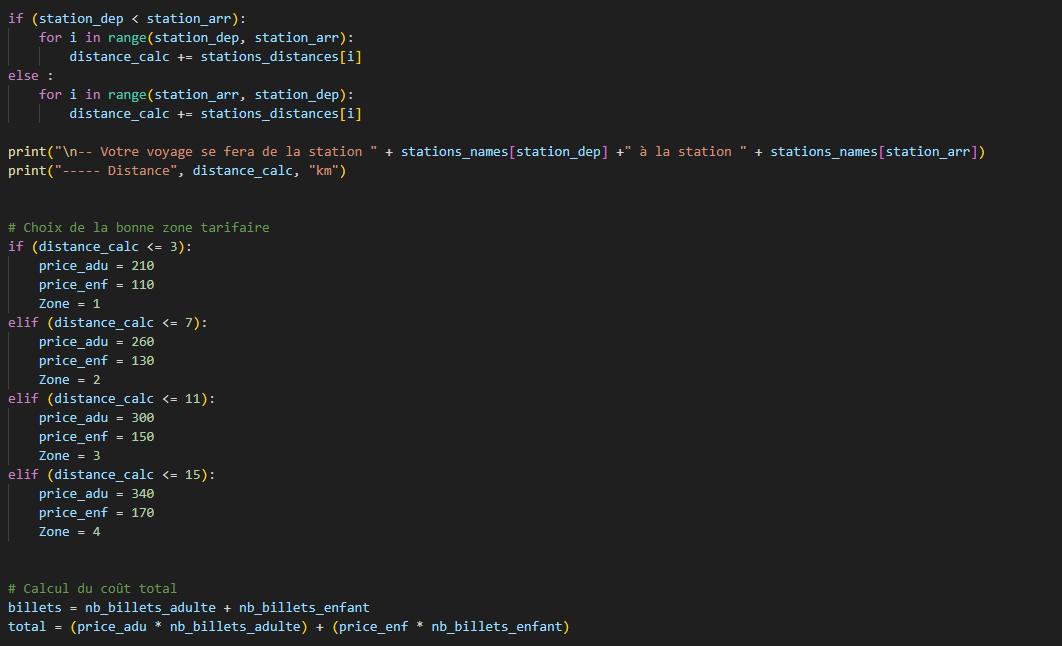 if (station_dep < station_arr):
    for i in range(station_dep, station_arr):
        distance_calc += stations_distances[i]
else :
    for i in range(station_arr, station_dep):
        distance_calc += stations_distances[i]
print("\n-- Votre voyage se fera de la station " + stations_names[station_dep] +" à la station " + stations_names[station_arr])
print("----- Distance", distance_calc, "km")
# Choix de la bonne zone tarifaire
if (distance_calc <= 3):
    price_adu = 210
    price_enf = 110
    Zone = 1
elif (distance_calc <= 7):
    price_adu = 260
    price_enf = 130
    Zone = 2
elif (distance_calc <= 11):
    price_adu = 300
    price_enf = 150
    Zone = 3
elif (distance_calc <= 15):
    price_adu = 340
    price_enf = 170
    Zone = 4
# Calcul du coût total
billets = nb_billets_adulte + nb_billets_enfant
total = (price_adu * nb_billets_adulte) + (price_enf * nb_billets_enfant)